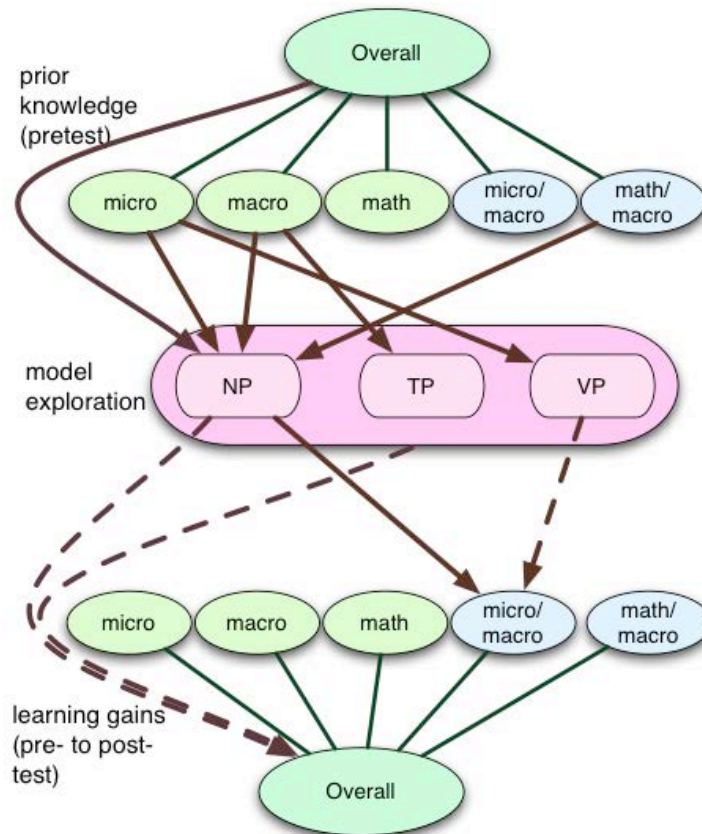 Overall
prior
knowledge
(pretest)
micro
macro
math
micro/
macro
math/
macro
model
exploration
NP
TP
VP
micro
macro
math
micro/
macro
math/
macro
learning gains
(pre- to post-
test)
Overall